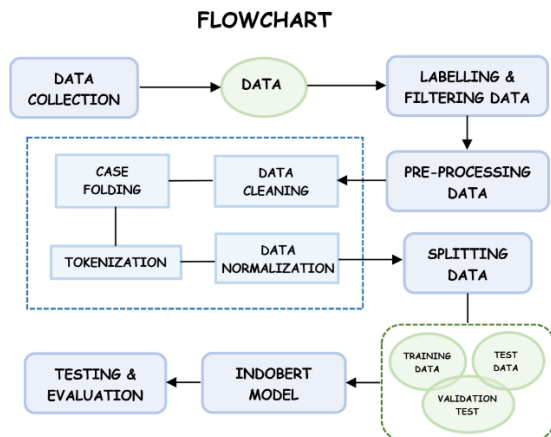 FLOWCHART
DATA
COLLECTION
DATA
LABELLING &
FILTERING DATA
PRE-PROCESSING
DATA
DATA
CLEANING
CASE
FOLDING
TOKENIZATION
DATA
NORMALIZATION
SPLITTING
DATA
TRAINING
DATA
TEST
DATA
VALIDATION
TEST
INDOBERT
MODEL
TESTING &
EVALUATION